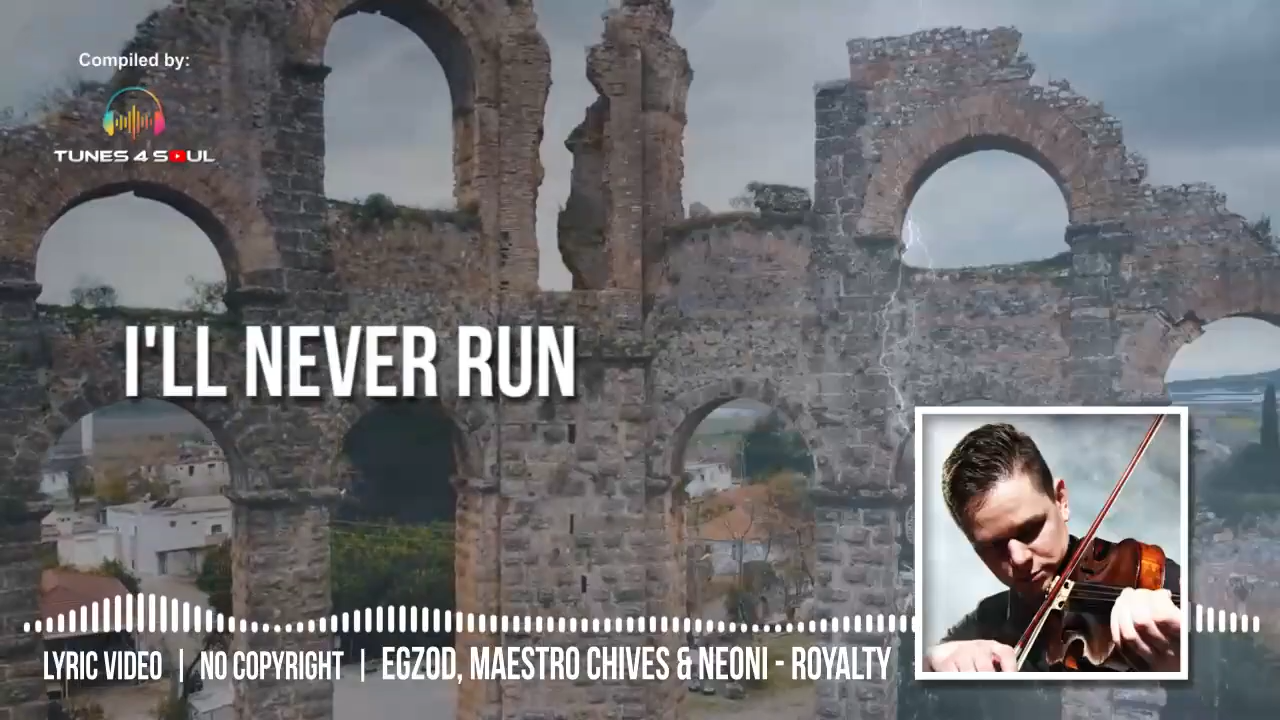 Compiled by:
TUNES 4 SOUL
I'LL NEVER RUN
LYRIC VIDEO | NO COPYRIGHT | EGZOD, MAESTRO CHIVES & NEONI - ROYALTY